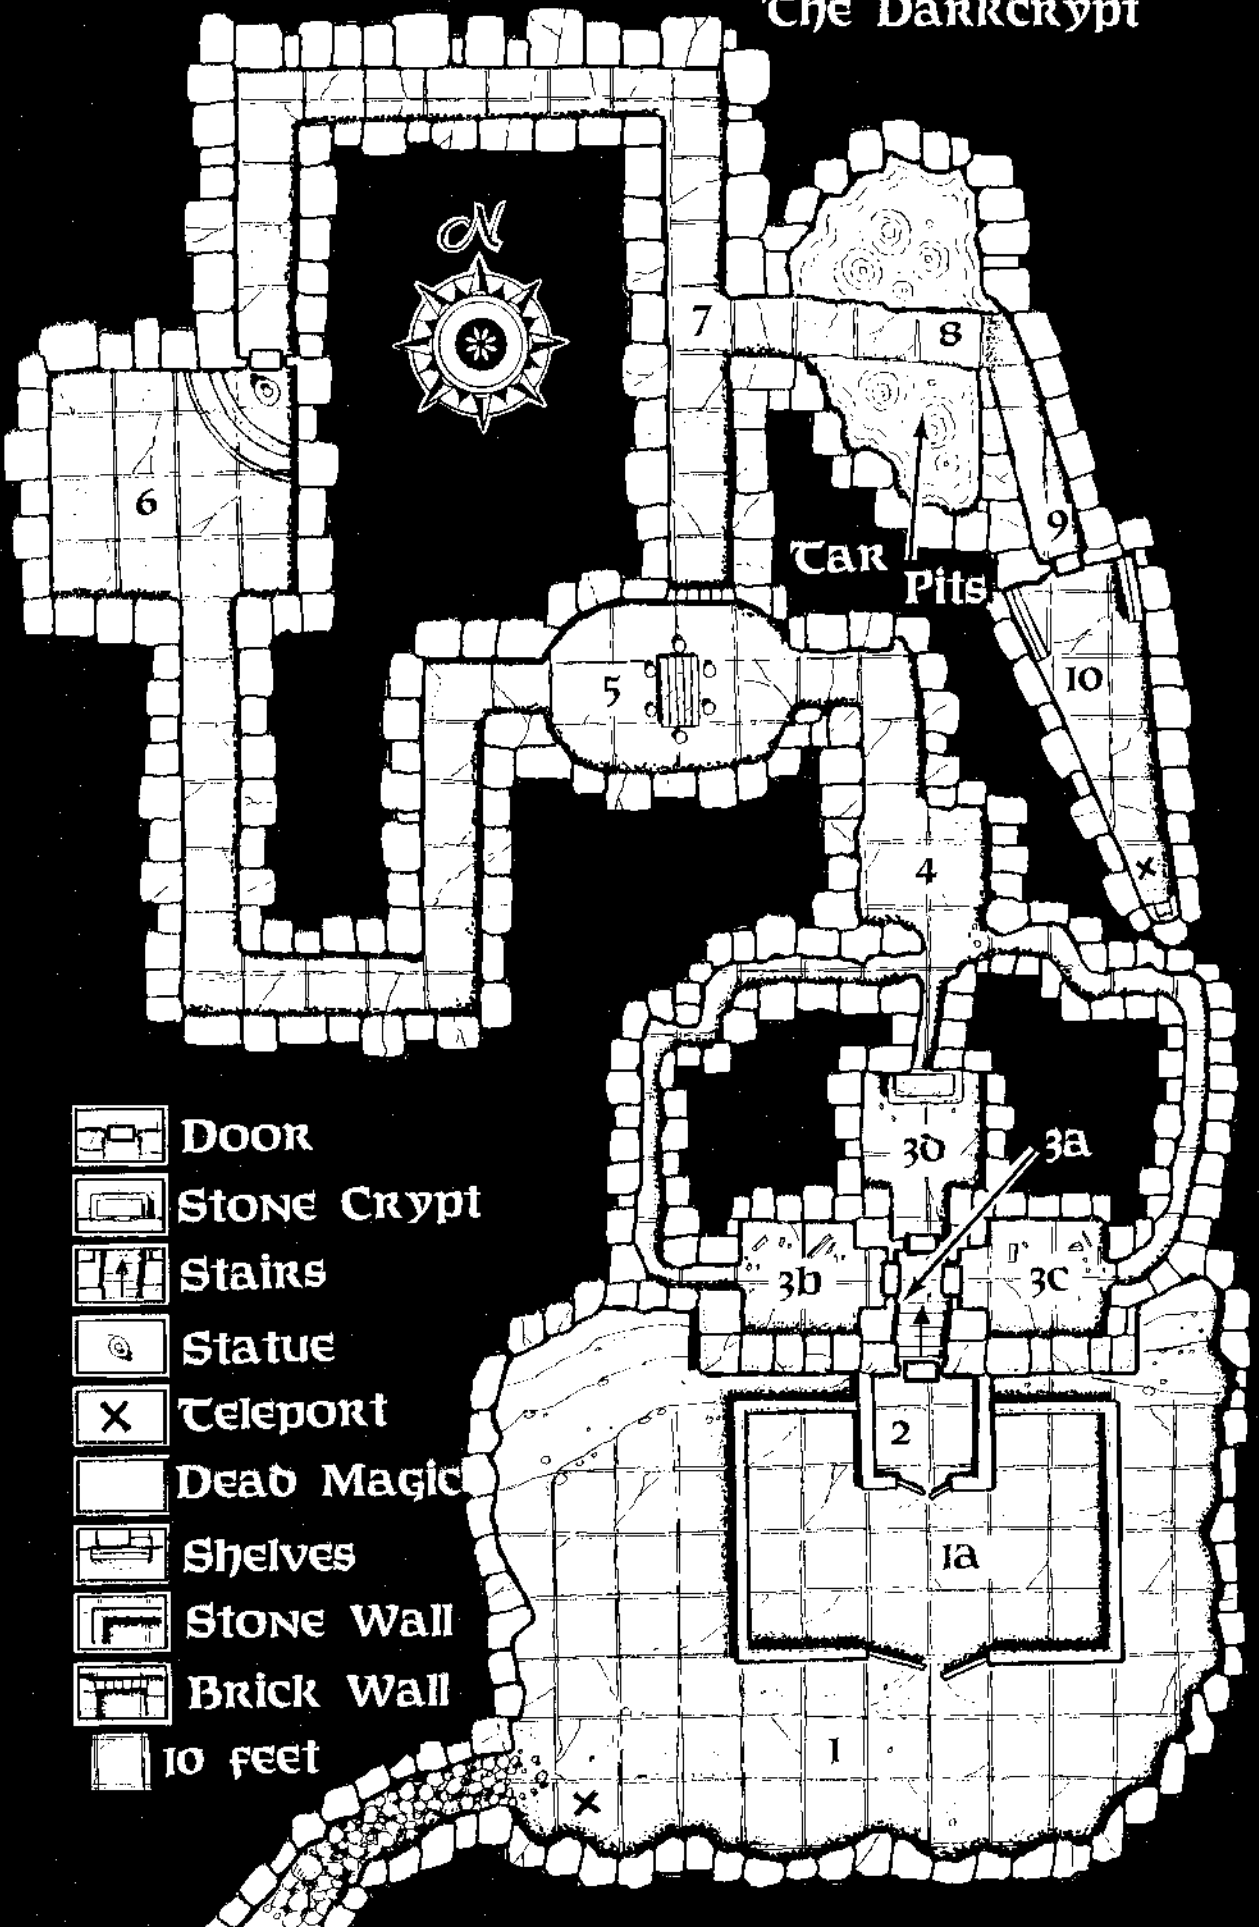 The Darkcrypt
N
7
8
6
Tar
Pits
9
5
10
4
3d
3a
3b
3c
2
1a
1
Door
Stone Crypt
Stairs
Statue
Teleport
Dead Magic
Shelves
Stone Wall
Brick Wall
10 feet